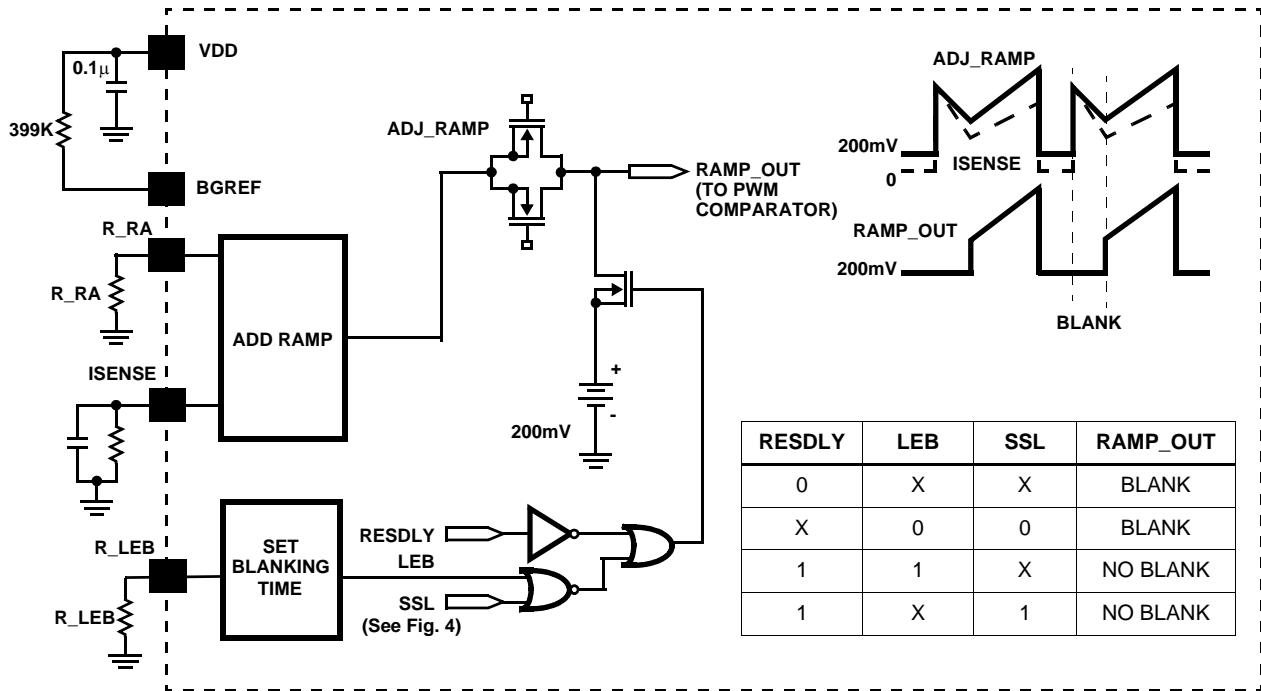 VDD
0.1µ
399K
BGREF
R_RA
R_RA
ADD RAMP
ISENSE
ADJ_RAMP
RAMP_OUT
(TO PWM
COMPARATOR)
+
-
200mV
R_LEB
R_LEB
SET
BLANKING
TIME
RESDLY
LEB
SSL
(See Fig. 4)
ADJ_RAMP
200mV
ISENSE
0
RAMP_OUT
200mV
BLANK
RESDLY LEB SSL RAMP_OUT
0 X X BLANK
X 0 0 BLANK
1 1 X NO BLANK
1 X 1 NO BLANK